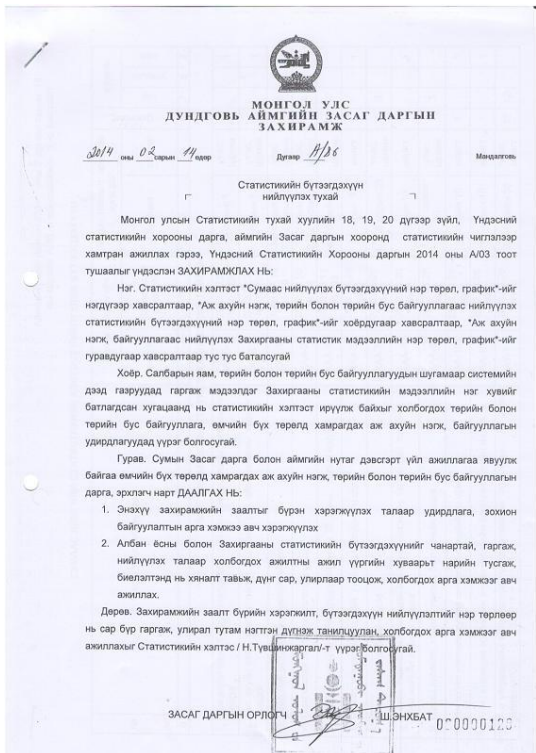 МОНГОЛ УЛС
ДУНДГОВЬ АЙМГИЙН ЗАСАГ ДАРГЫН
ЗАХИРАМЖ
2014 оны 02 сарын 14 өдөр Дугаар А/86 Мандалговь
Статистикийн бүтээгдэхүүн
нийлүүлэх тухай
Монгол улсын Статистикийн тухай хуулийн 18, 19, 20 дугээр зүйл, Үндэсний
статистикийн хорооны дарга, аймгийн Засаг даргын хооронд статистикийн чиглэлээр
хамтран ажиллах гэрээ, Үндэсний Статистикийн Хорооны даргын 2014 оны А/03 тоот
тушаалыг үндэслэн ЗАХИРАМЖЛАХ НЬ:
Нэг. Статистикийн хэлтэст "Сумаас нийлүүлэх бүтээгдэхүүний нэр төрөл, график"-ийг
нэгдүгээр хавсралтаар, "Аж ахуйн нэгж, төрийн болон төрийн бус байгууллагаас нийлүүлэх
статистикийн бүтээгдэхүүний нэр төрөл, график"-ийг хоёрдугаар хавсралтаар, "Аж ахуйн
нэгж, байгууллагаас нийлүүлэх Захиргааны статистик мэдээллийн нэр төрөл, график"-ийг
гуравдугаар хавсралтаар тус тус баталсугай
Хоёр. Салбарын яам, төрийн болон төрийн бус байгууллагуудын шугамаар системийн
дээд газруудад гаргаж мэдээлдэг Захиргааны статистикийн мэдээллийн нэг хувийг
батлагдсан хугацаанд нь статистикийн хэлтэст ирүүлж байхыг холбогдох төрийн болон
төрийн бус байгууллага, өмчийн бүх төрөлд хамрагдах аж ахуйн нэгж, байгууллагын
удирдлагуудад үүрэг болгосугай.
Гурав. Сумын Засаг дарга болон аймгийн нутаг дэвсгэрт үйл ажиллагаа явуулж
байгаа өмчийн бүх төрөлд хамрагдах аж ахуйн нэгж, төрийн болон төрийн бус байгууллагын
дарга, эрхлэгч нарт ДААЛГАХ НЬ:
1. Энэхүү захирамжийн заалтыг бүрэн хэрэгжүүлэх талаар удирдлага, зохион
байгуулалтын арга хэмжээ авч хэрэгжүүлэх
2. Албан ёсны болон Захиргааны статистикийн бүтээгдэхүүнийг чанартай, гаргаж,
нийлүүлэх талаар холбогдох ажилтны ажил үүргийн хуваарьт нарийн тусгаж,
биелэлтэнд нь хяналт тавьж, дүнг сар, улирлаар тооцож, холбогдох арга хэмжээг авч
ажиллах.
Дөрөв. Захирамжийн заалт бүрийн хэрэгжилт, бүтээгдэхүүн нийлүүлэлтийг нэр төрлөөр
нь сар бүр гаргаж, улирал тутам нэгтгэн дүгнэж танилцуулан, холбогдох арга хэмжээг авч
ажиллахыг Статистикийн хэлтэс / Н.Түвшинжаргал/-т үүрэг болгосугай.
ЗАСАГ ДАРГЫН ОРЛОГЧ Ш.ЭНХБАТ